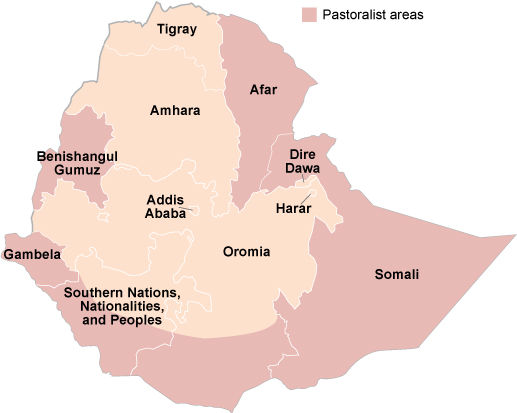 Pastoralist areas
Tigray
Afar
Amhara
Benishangul
Gumuz
Dire
Dawa
Addis
Ababa
Harar
Gambela
Oromia
Somali
Southern Nations,
Nationalities,
and Peoples